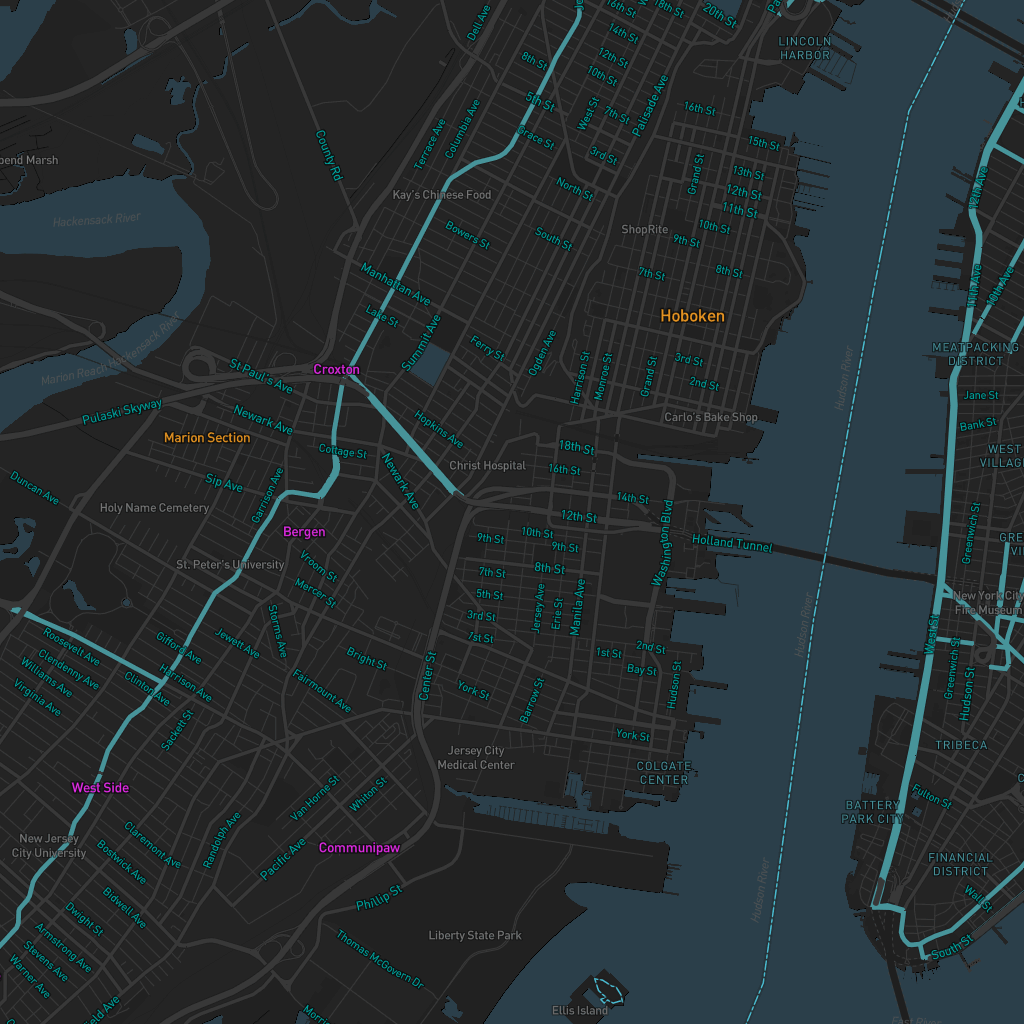 16th St
18th St
20th St
Dell Ave
14th St
LINCOLN
HARBOR
12th St
8th St
10th St
5th St
West St
7th St
Palisade Ave
16th St
Columbia Ave
Terrace Ave
County Rd
Grace St
15th St
3rd St
pend Marsh
Grand St
13th St
12th Ave
Kay's Chinese Food
North St
12th St
11th St
Hackensack River
Bowers St
South St
ShopRite
9th St
10th St
Manhattan Ave
7th St
8th St
11th Ave
10th Ave
Lake St
Hoboken
Marion Reach Hackensack River
Summit Ave
Ferry St
Ogden Ave
MEATPACKING
DISTRICT
St Paul's Ave
Croxton
Harrison St
Monroe St
Grand St
3rd St
2nd St
Hudson River
Jane St
Pulaski Skyway
Newark Ave
Hopkins Ave
Carlo's Bake Shop
Bank St
Marion Section
Cottage St
18th St
WEST
VILLAGE
Christ Hospital
16th St
Duncan Ave
Sip Ave
Garrison Ave
Newark Ave
14th St
Holy Name Cemetery
12th St
Washington Blvd
Greenwich St
Bergen
9th St
10th St
9th St
Holland Tunnel
St. Peter's University
Vroom St
7th St
8th St
Mercer St
5th St
Jersey Ave
Erie St
Manila Ave
New York City
Fire Museum
Storms Ave
3rd St
Hudson River
Roosevelt Ave
Gifford Ave
Jewett Ave
1st St
1st St
2nd St
West St
Clendenny Ave
Williams Ave
Virginia Ave
Harrison Ave
Clinton Ave
Bright St
Center St
Bay St
Hudson St
Greenwich St
Hudson St
Fairmount Ave
York St
Barrow St
Sackett St
York St
TRIBECA
Jersey City
Medical Center
COLGATE
CENTER
West Side
Van Horne St
Whiton St
Fulton St
BATTERY
PARK CITY
New Jersey
City University
Claremont Ave
Randolph Ave
Communipaw
Bostwick Ave
Pacific Ave
FINANCIAL
DISTRICT
Hudson River
Bidwell Ave
Phillip St
Wall St
Dwight St
Armstrong Ave
Liberty State Park
South St
Stevens Ave
Warner Ave
Thomas McGovern Dr
Ellis Island
East River